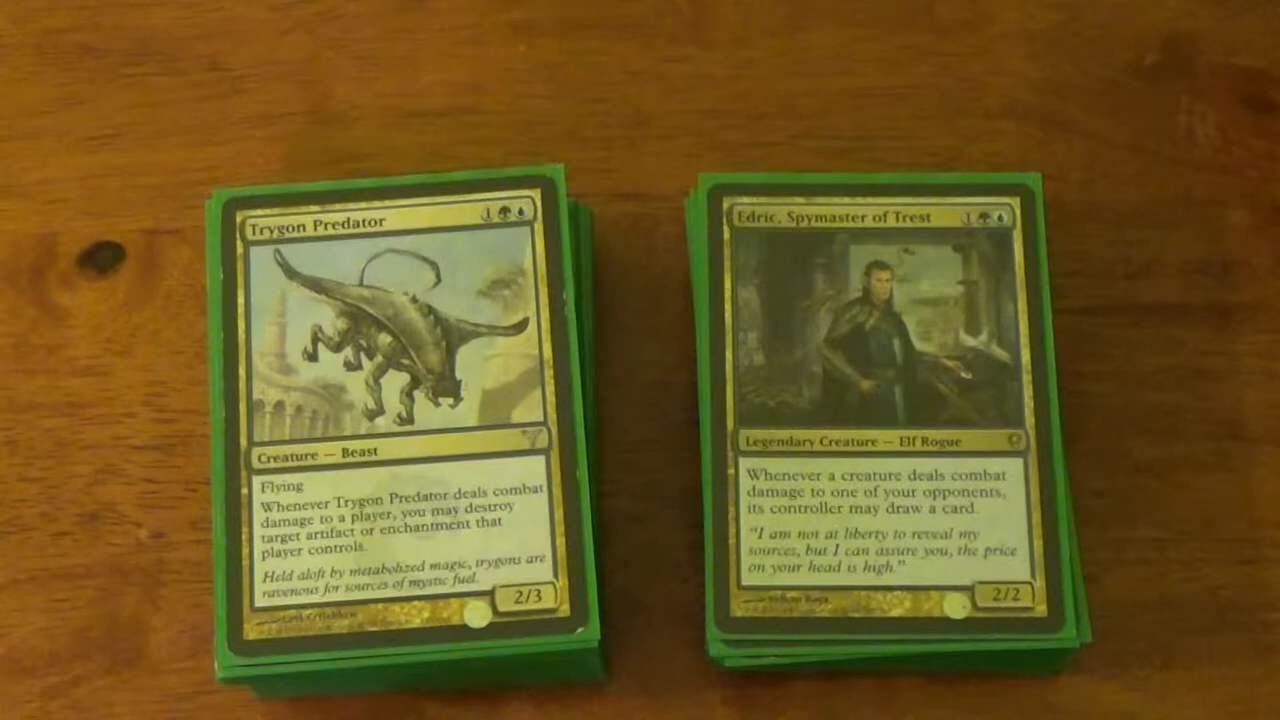 Trygon Predator
1
Creature — Beast
Flying
Whenever Trygon Predator deals combat
damage to a player, you may destroy
target artifact or enchantment that
player controls.
Held aloft by metabolized magic, trygons are
ravenous for sources of mystic fuel.
2/3
Edric, Spymaster of Trest
1
Legendary Creature — Elf Rogue
Whenever a creature deals combat
damage to one of your opponents,
its controller may draw a card.
"I am not at liberty to reveal my
sources, but I can assure you, the price
on your head is high."
2/2